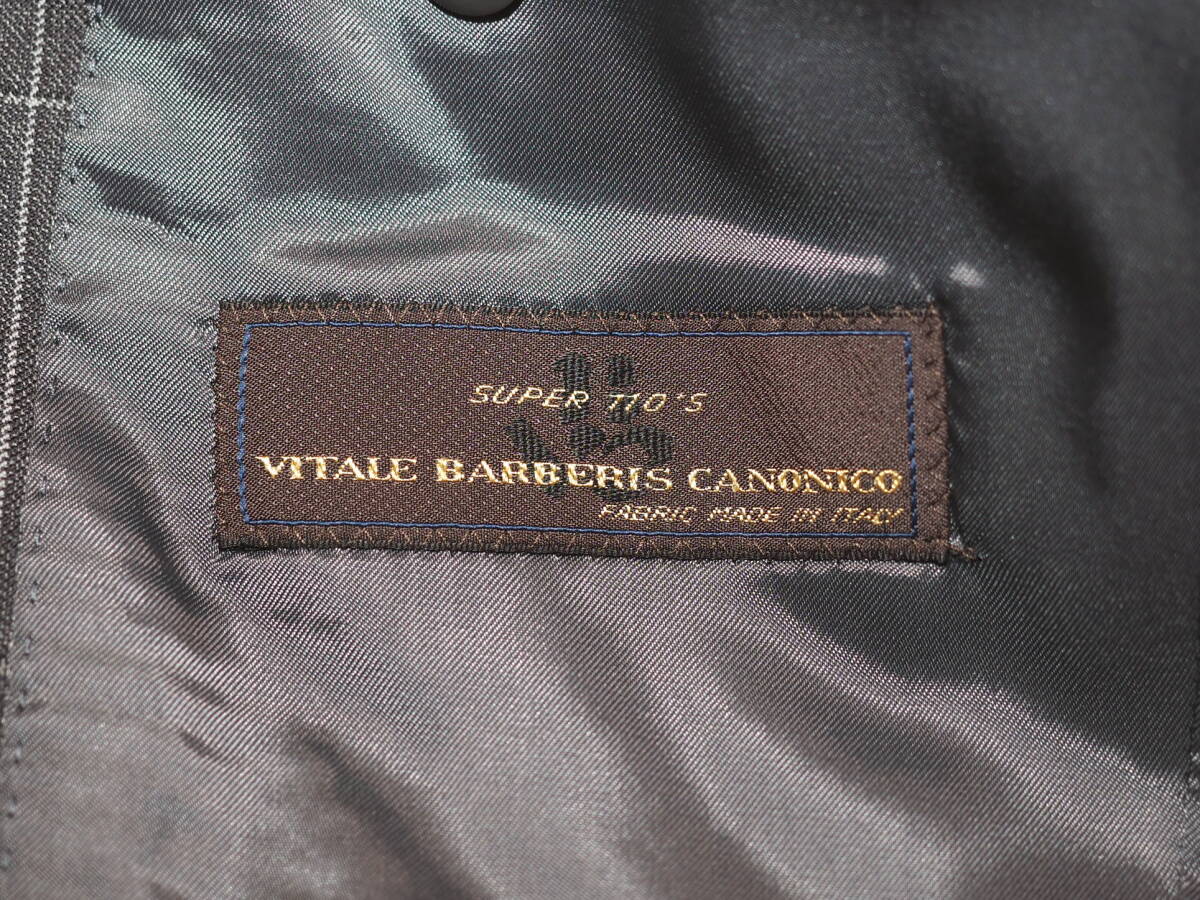 SUPER 110'S
VITALE BARBERIS CANONICO
FABRIC MADE IN ITALY